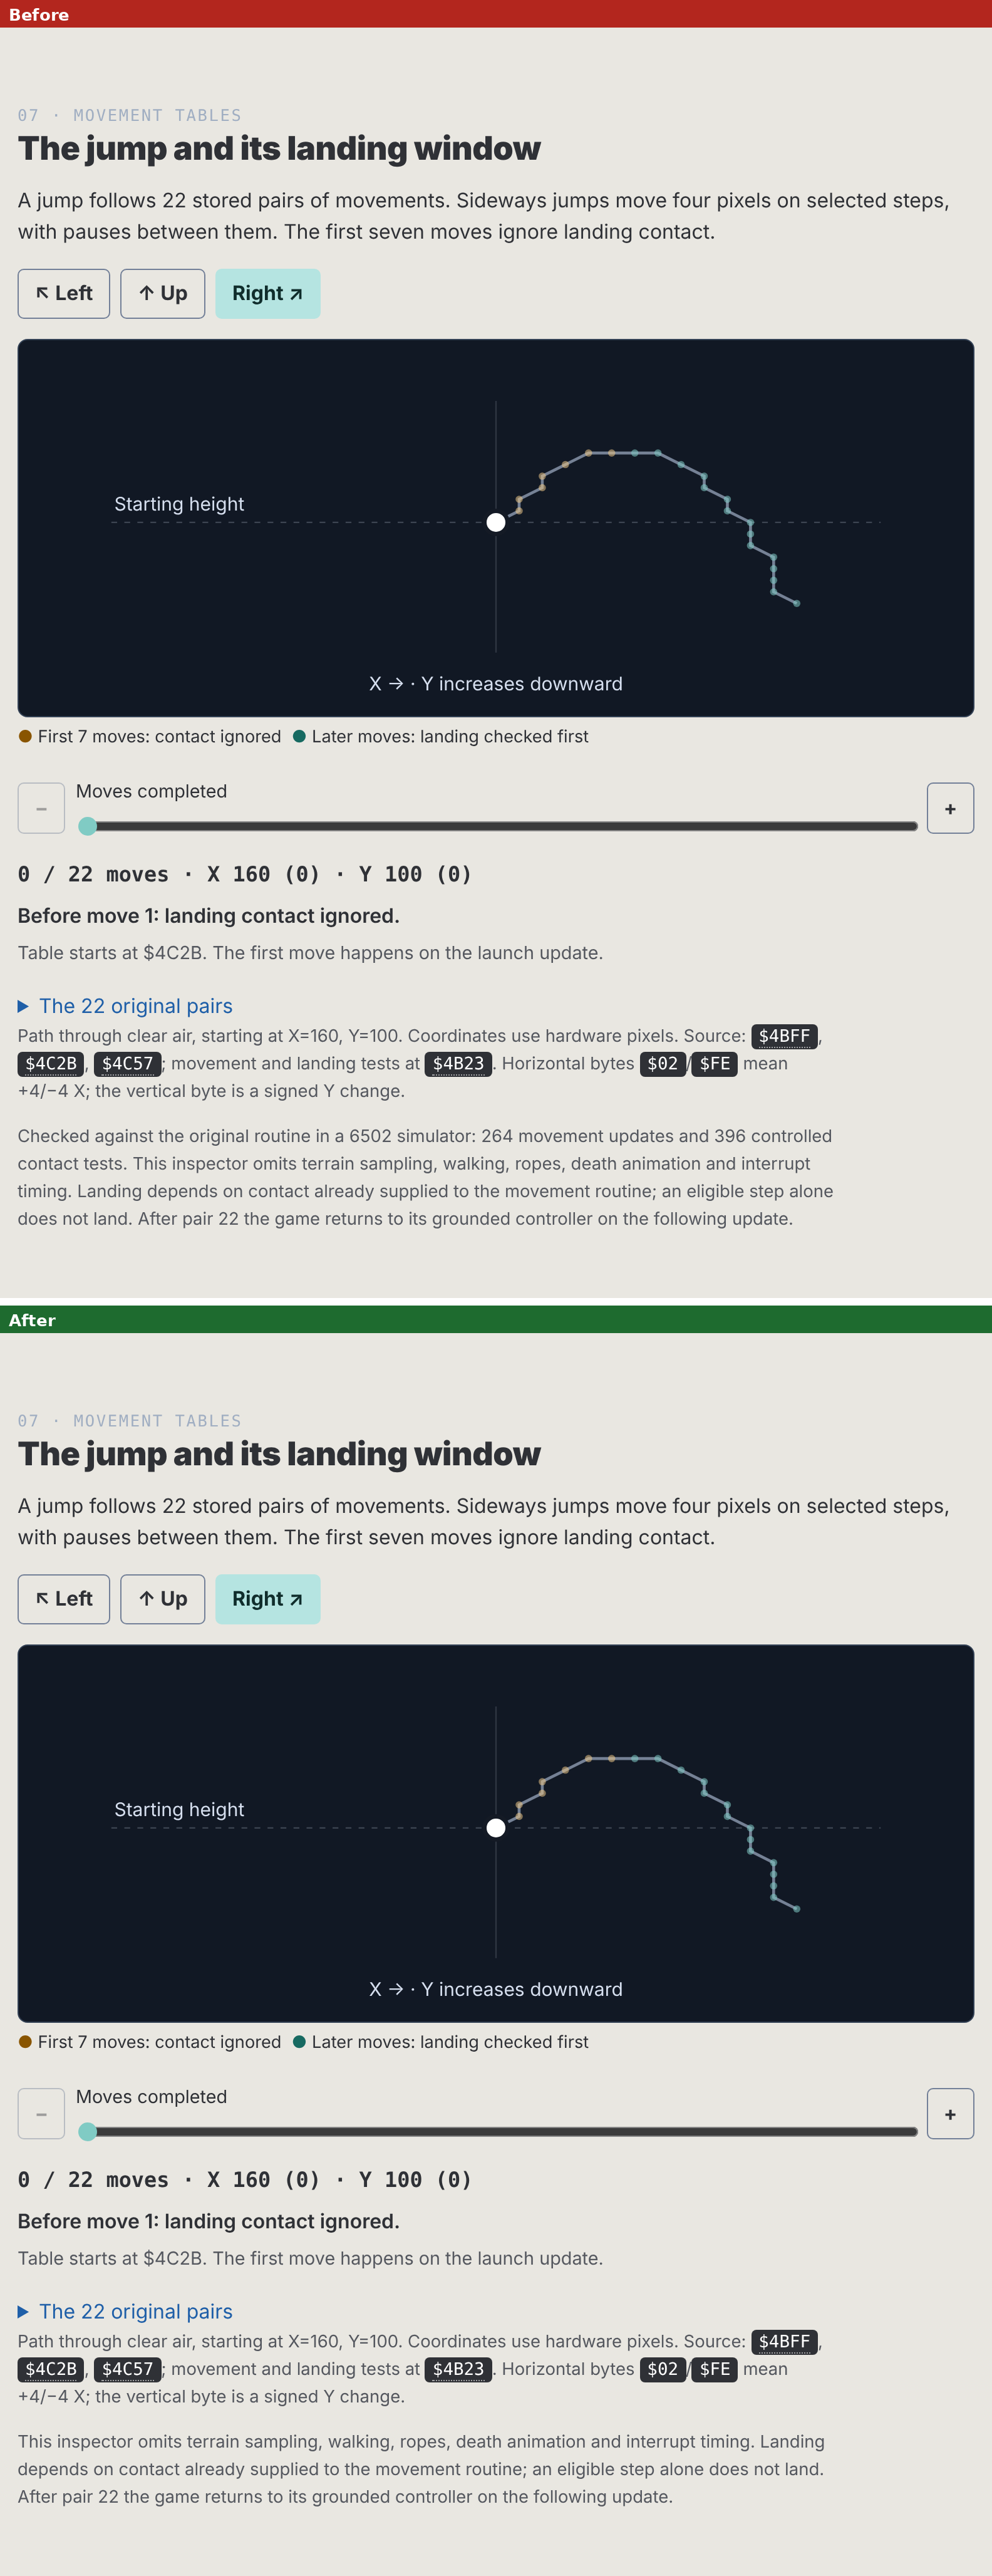 Before
07 · MOVEMENT TABLES
The jump and its landing window
A jump follows 22 stored pairs of movements. Sideways jumps move four pixels on selected steps,
with pauses between them. The first seven moves ignore landing contact.
↖ Left ↑ Up Right ↗
Starting height
X → · Y increases downward
First 7 moves: contact ignored Later moves: landing checked first
Moves completed
− +
0 / 22 moves · X 160 (0) · Y 100 (0)
Before move 1: landing contact ignored.
Table starts at $4C2B. The first move happens on the launch update.
▶ The 22 original pairs
Path through clear air, starting at X=160, Y=100. Coordinates use hardware pixels. Source: $4BFF,
$4C2B, $4C57; movement and landing tests at $4B23. Horizontal bytes $02/$FE mean
+4/−4 X; the vertical byte is a signed Y change.
Checked against the original routine in a 6502 simulator: 264 movement updates and 396 controlled
contact tests. This inspector omits terrain sampling, walking, ropes, death animation and interrupt
timing. Landing depends on contact already supplied to the movement routine; an eligible step alone
does not land. After pair 22 the game returns to its grounded controller on the following update.
After
07 · MOVEMENT TABLES
The jump and its landing window
A jump follows 22 stored pairs of movements. Sideways jumps move four pixels on selected steps,
with pauses between them. The first seven moves ignore landing contact.
↖ Left ↑ Up Right ↗
Starting height
X → · Y increases downward
First 7 moves: contact ignored Later moves: landing checked first
Moves completed
− +
0 / 22 moves · X 160 (0) · Y 100 (0)
Before move 1: landing contact ignored.
Table starts at $4C2B. The first move happens on the launch update.
▶ The 22 original pairs
Path through clear air, starting at X=160, Y=100. Coordinates use hardware pixels. Source: $4BFF,
$4C2B, $4C57; movement and landing tests at $4B23. Horizontal bytes $02/$FE mean
+4/−4 X; the vertical byte is a signed Y change.
This inspector omits terrain sampling, walking, ropes, death animation and interrupt timing. Landing
depends on contact already supplied to the movement routine; an eligible step alone does not land.
After pair 22 the game returns to its grounded controller on the following update.